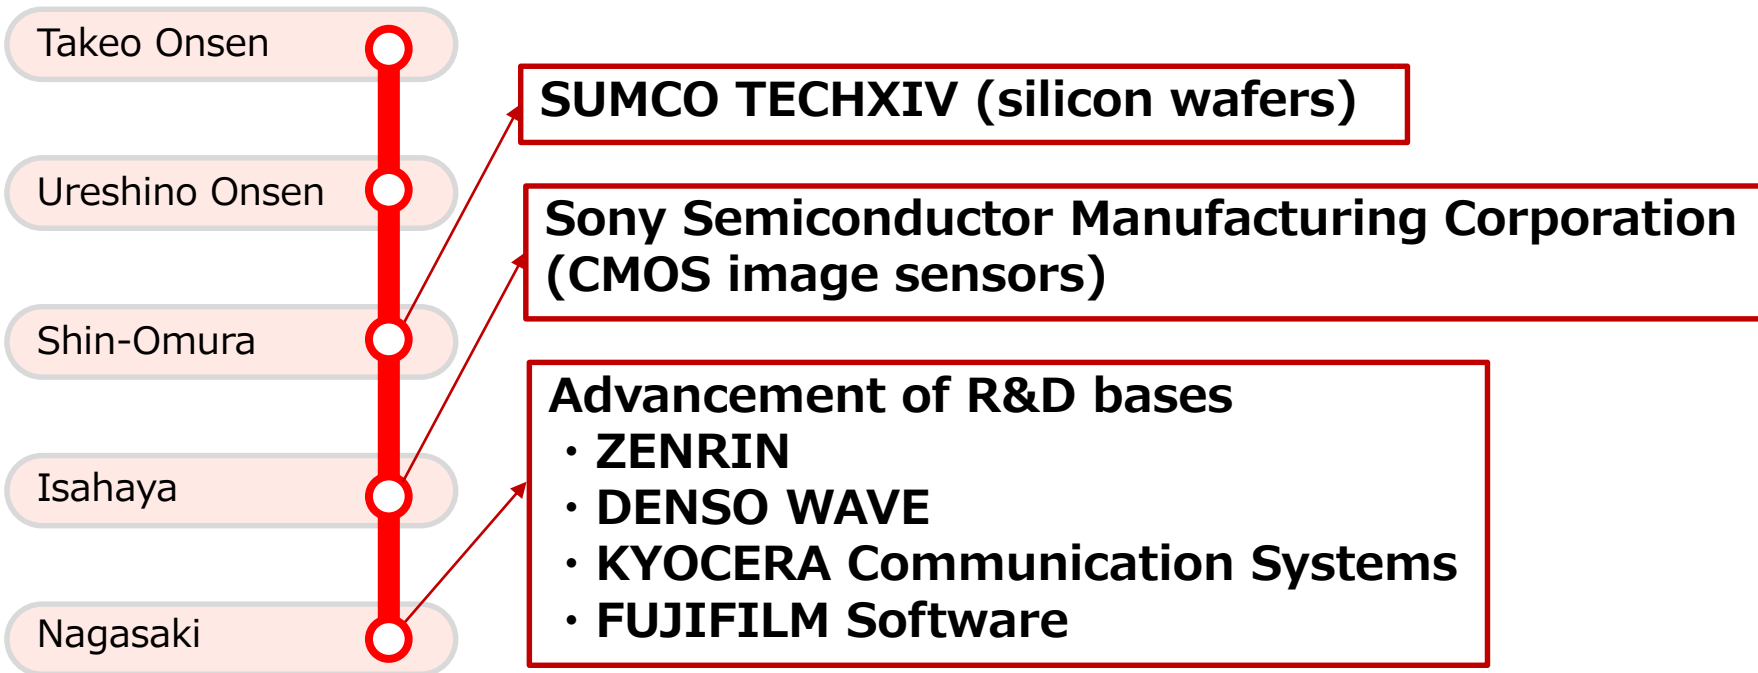 Takeo Onsen
Ureshino Onsen
Shin-Omura
Isahaya
Nagasaki
SUMCO TECHXIV (silicon wafers)
Sony Semiconductor Manufacturing Corporation
(CMOS image sensors)
Advancement of R&D bases
・ZENRIN
・DENSO WAVE
・KYOCERA Communication Systems
・FUJIFILM Software